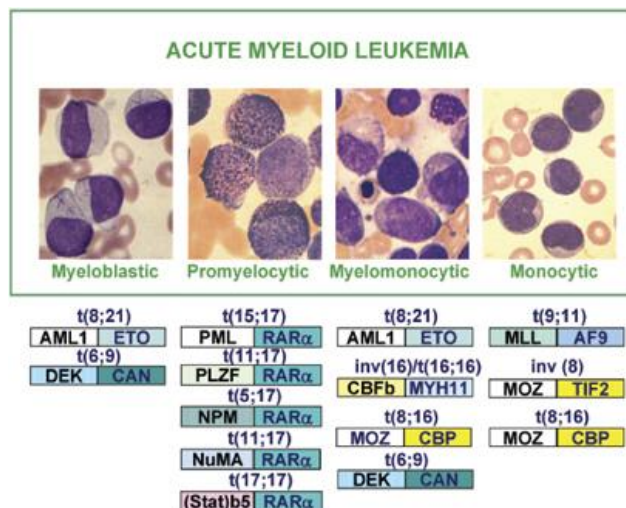 ACUTE MYELOID LEUKEMIA
Myeloblastic Promyelocytic Myelomonocytic Monocytic
t(8;21) t(15;17) t(8;21) t(9;11)
AML1 ETO PML RARα AML1 ETO MLL AF9
t(6;9) t(11;17) inv(16)/t(16;16) inv (8)
DEK CAN PLZF RARα CBFb MYH11 MOZ TIF2
t(5;17) t(8;16) t(8;16)
NPM RARα MOZ CBP MOZ CBP
t(11;17) t(6;9)
NuMA RARα DEK CAN
t(17;17)
(Stat)b5 RARα